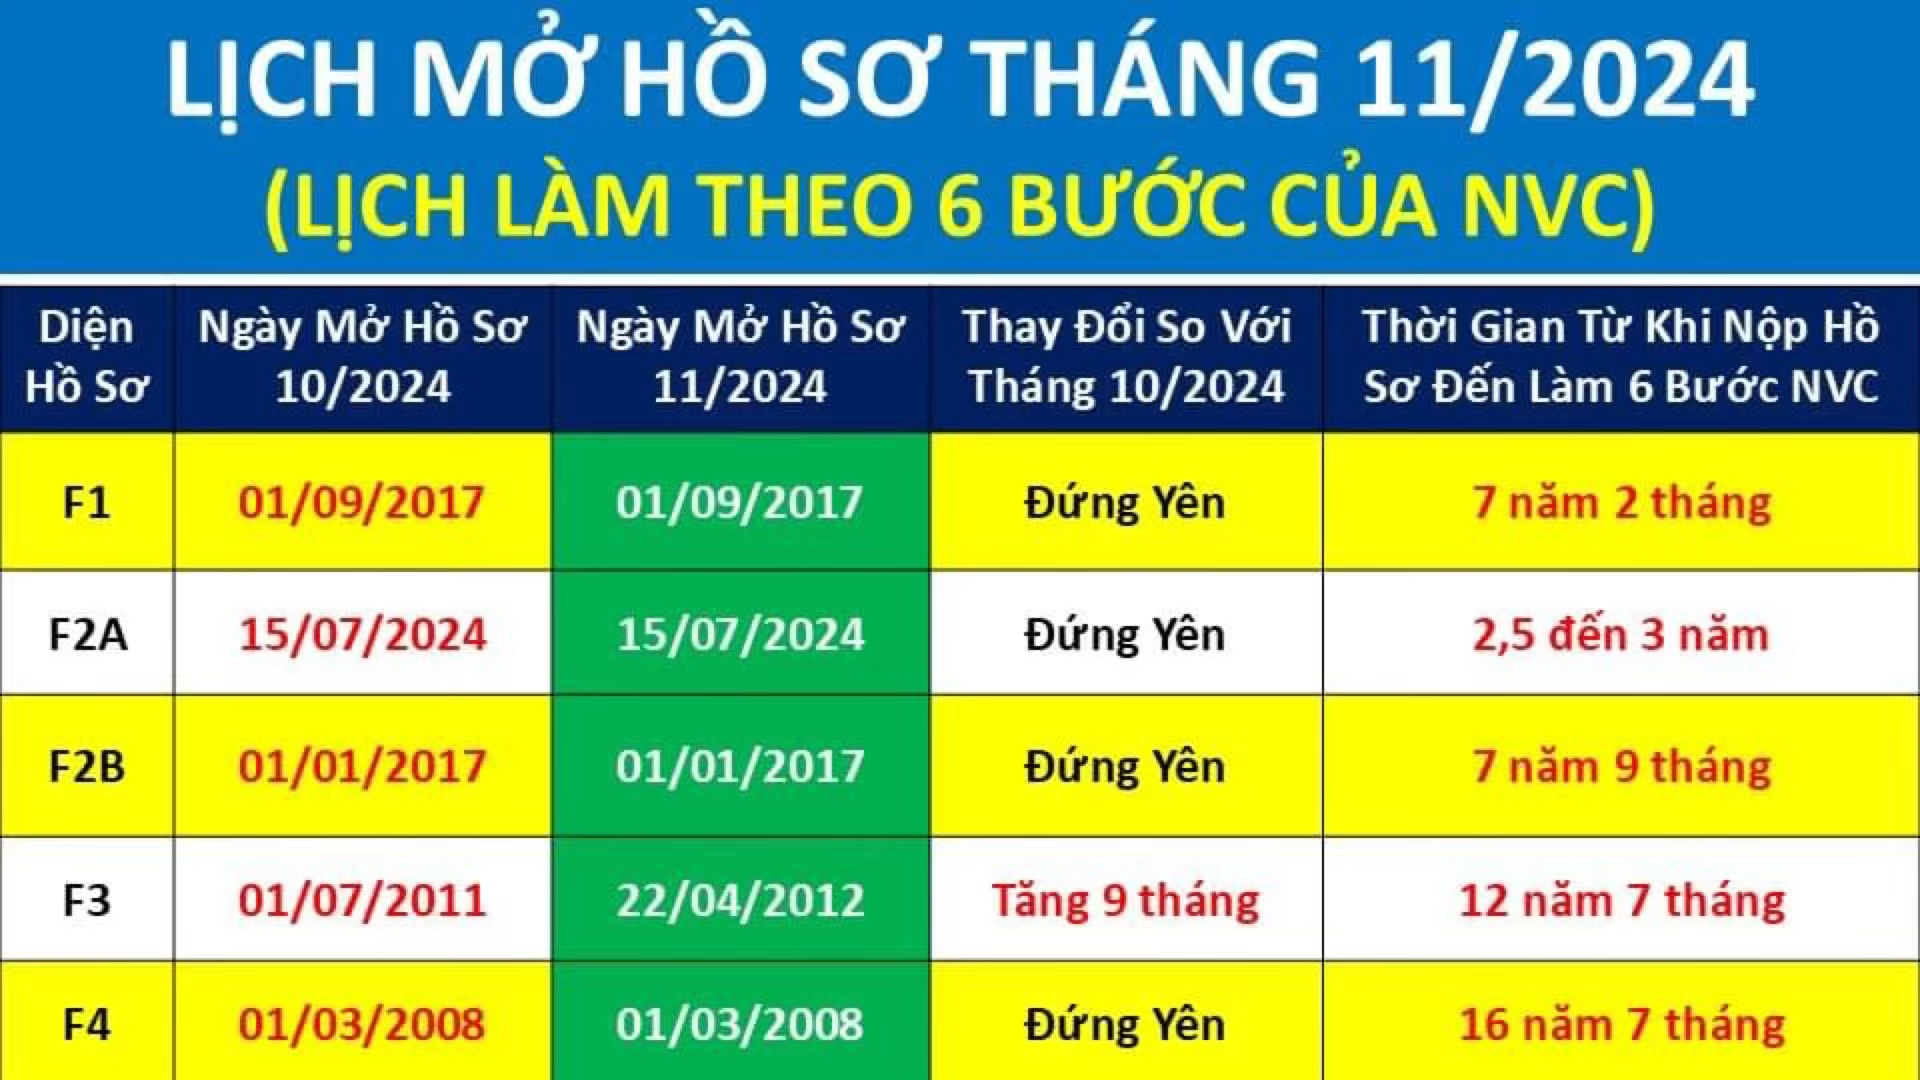 LỊCH MỞ HỒ SƠ THÁNG 11/2024
(LỊCH LÀM THEO 6 BƯỚC CỦA NVC)
Diện Hồ Sơ | Ngày Mở Hồ Sơ 10/2024 | Ngày Mở Hồ Sơ 11/2024 | Thay Đổi So Với Tháng 10/2024 | Thời Gian Từ Khi Nộp Hồ Sơ Đến Làm 6 Bước NVC
F1 | 01/09/2017 | 01/09/2017 | Đứng Yên | 7 năm 2 tháng
F2A | 15/07/2024 | 15/07/2024 | Đứng Yên | 2,5 đến 3 năm
F2B | 01/01/2017 | 01/01/2017 | Đứng Yên | 7 năm 9 tháng
F3 | 01/07/2011 | 22/04/2012 | Tăng 9 tháng | 12 năm 7 tháng
F4 | 01/03/2008 | 01/03/2008 | Đứng Yên | 16 năm 7 tháng